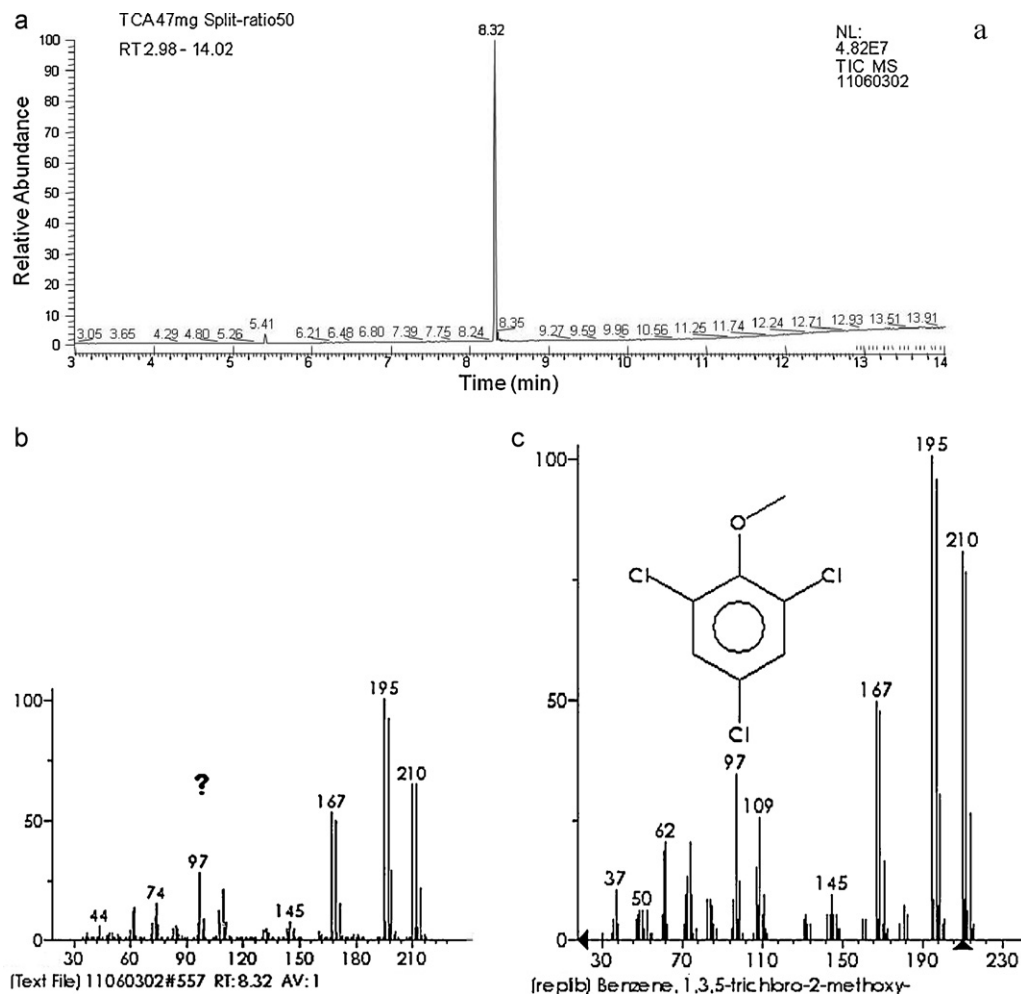 a
TCA47mg Split-ratio50
RT2.98 - 14.02
NL:
4.82E7
TIC MS
11060302
a
8.32
100
90
80
70
60
50
40
30
20
10
0
Relative Abundance
3.05 3.65 4.29 4.80 5.26 5.41 6.21 6.48 6.80 7.39 7.75 8.24 8.35 9.27 9.59 9.96 10.56 11.25 11.74 12.24 12.71 12.93 13.51 13.91
3 4 5 6 7 8 9 10 11 12 13 14
Time (min)
b
100
50
0
?
44 74 97 145 167 195 210
30 60 90 120 150 180 210
(Text File) 11060302#557 RT:8.32 AV:1
c
100
50
0
O
Cl Cl
Cl
37 50 62 97 109 145 167 195 210
30 70 110 150 190 230
(replib) Benzene, 1,3,5-trichloro-2-methoxy-